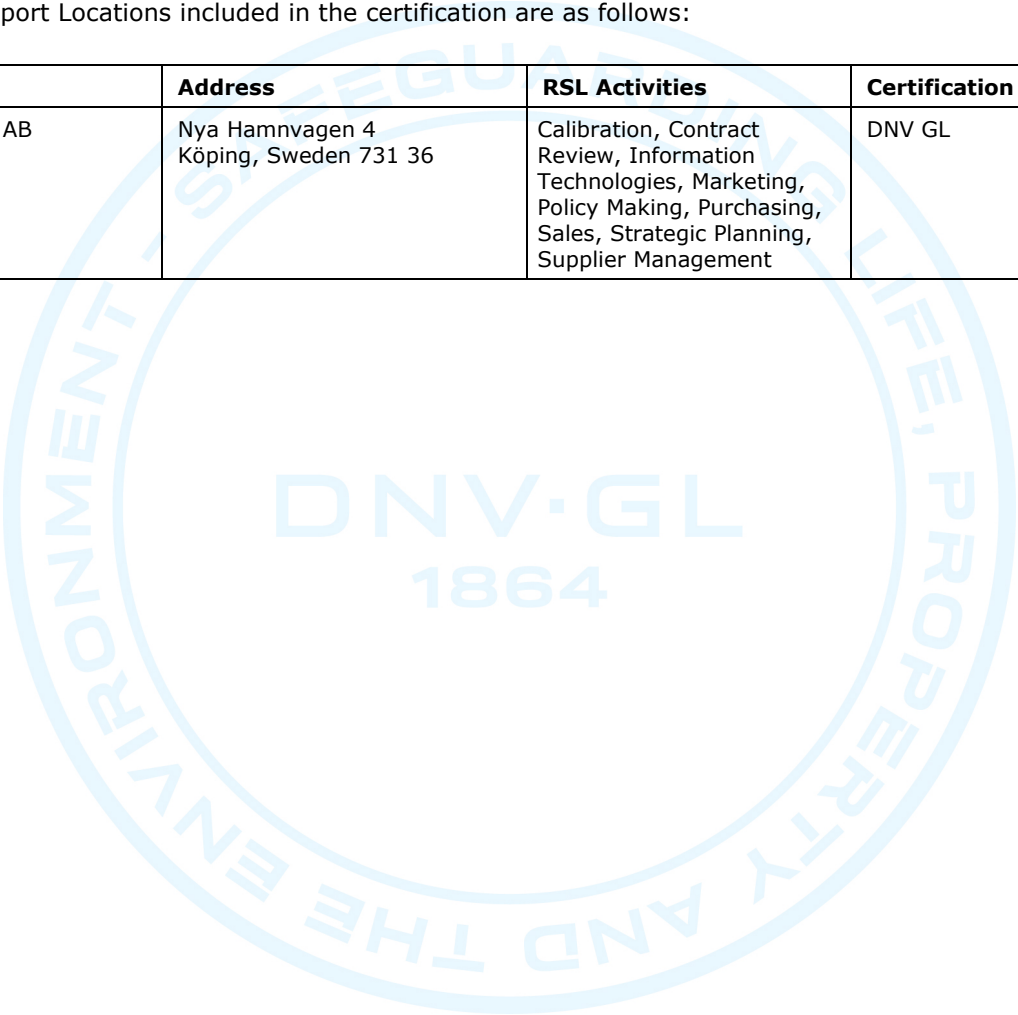 port Locations included in the certification are as follows:
Address RSL Activities Certification
AB Nya Hamnvagen 4 Calibration, Contract DNV GL
Köping, Sweden 731 36 Review, Information
Technologies, Marketing,
Policy Making, Purchasing,
Sales, Strategic Planning,
Supplier Management
SAFEGUARDING LIFE, PROPERTY AND THE ENVIRONMENT -
DNV·GL
1864